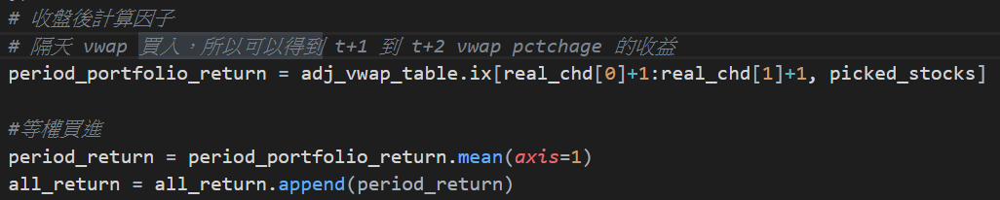 # 收盤後計算因子
# 隔天 vwap 買入，所以可以得到 t+1 到 t+2 vwap pctchage 的收益
period_portfolio_return = adj_vwap_table.ix[real_chd[0]+1:real_chd[1]+1, picked_stocks]
#等權買進
period_return = period_portfolio_return.mean(axis=1)
all_return = all_return.append(period_return)